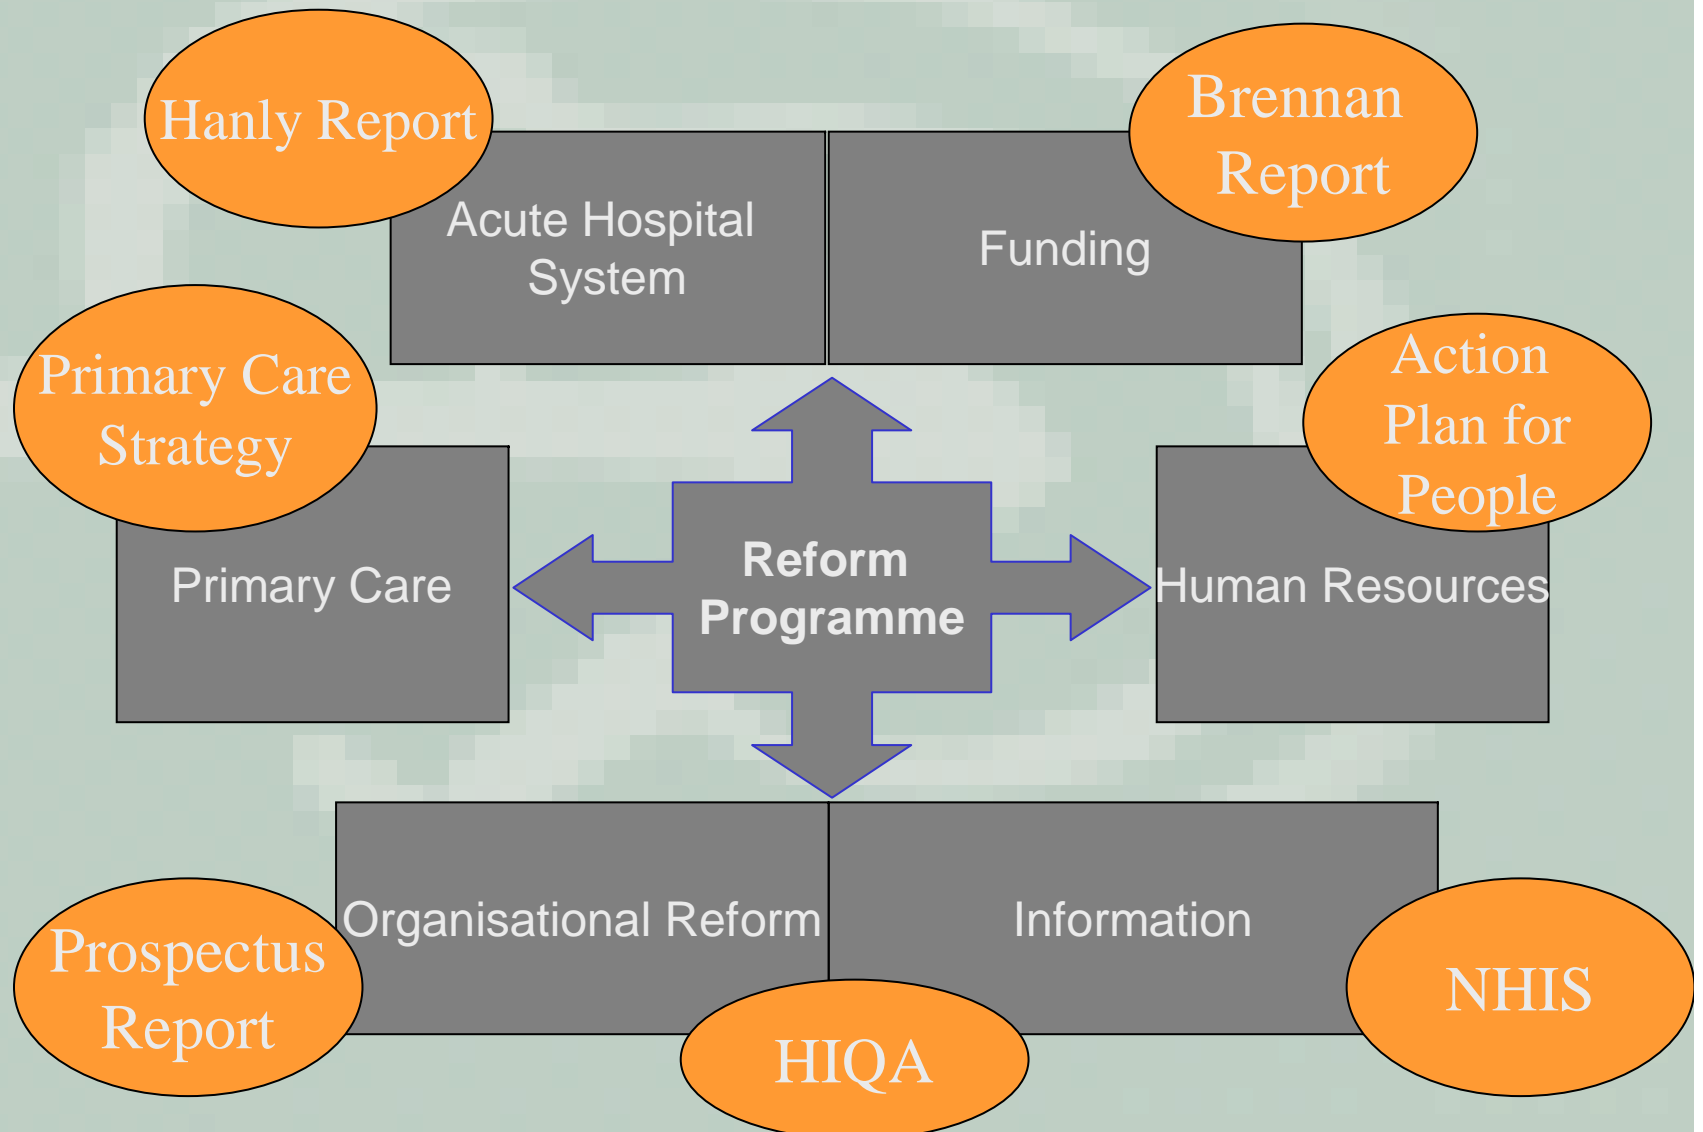 Hanly Report
Brennan
Report
Acute Hospital
System
Funding
Primary Care
Strategy
Action
Plan for
People
Primary Care
Reform
Programme
Human Resources
Organisational Reform
Information
Prospectus
Report
HIQA
NHIS